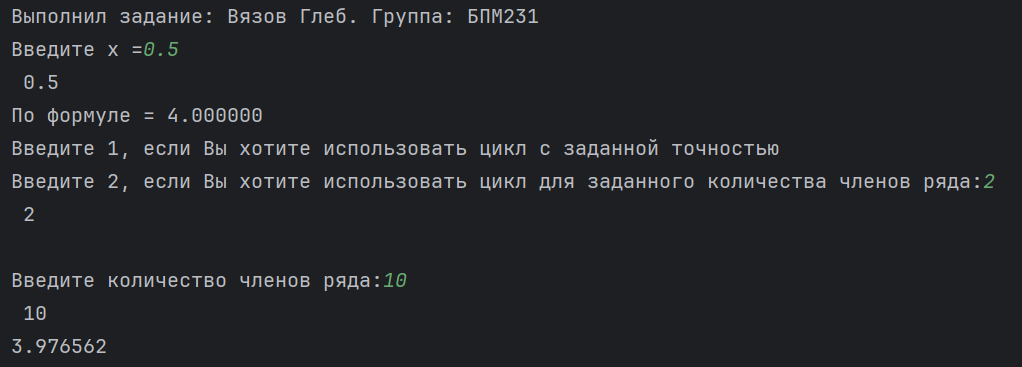 Выполнил задание: Вязов Глеб. Группа: БПМ231
Введите x =0.5
0.5
По формуле = 4.000000
Введите 1, если Вы хотите использовать цикл с заданной точностью
Введите 2, если Вы хотите использовать цикл для заданного количества членов ряда:2
2
Введите количество членов ряда:10
10
3.976562